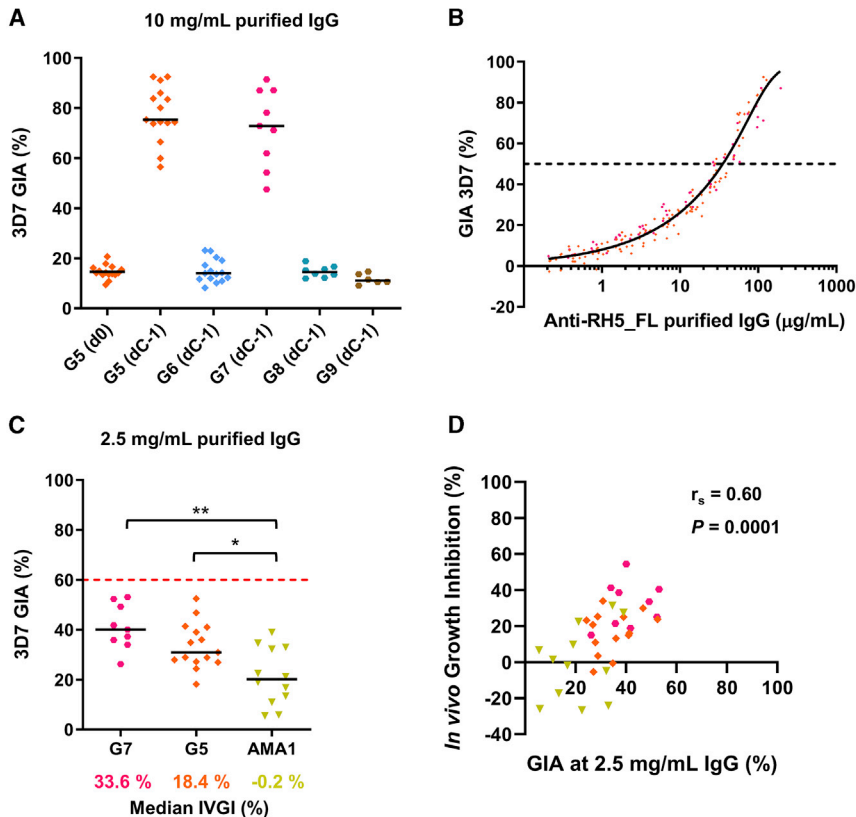 A
10 mg/mL purified IgG
3D7 GIA (%)
100
80
60
40
20
0
G5 (d0)
G5 (dC-1)
G6 (dC-1)
G7 (dC-1)
G8 (dC-1)
G9 (dC-1)
B
GIA 3D7 (%)
100
80
60
40
20
0
-20
1
10
100
1000
Anti-RH5_FL purified IgG (μg/mL)
C
2.5 mg/mL purified IgG
3D7 GIA (%)
100
80
60
40
20
0
**
*
G7
G5
AMA1
33.6 %
18.4 %
-0.2 %
Median IVGI (%)
D
In vivo Growth Inhibition (%)
100
80
60
40
20
0
-20
-40
20
40
60
80
100
rs = 0.60
P = 0.0001
GIA at 2.5 mg/mL IgG (%)